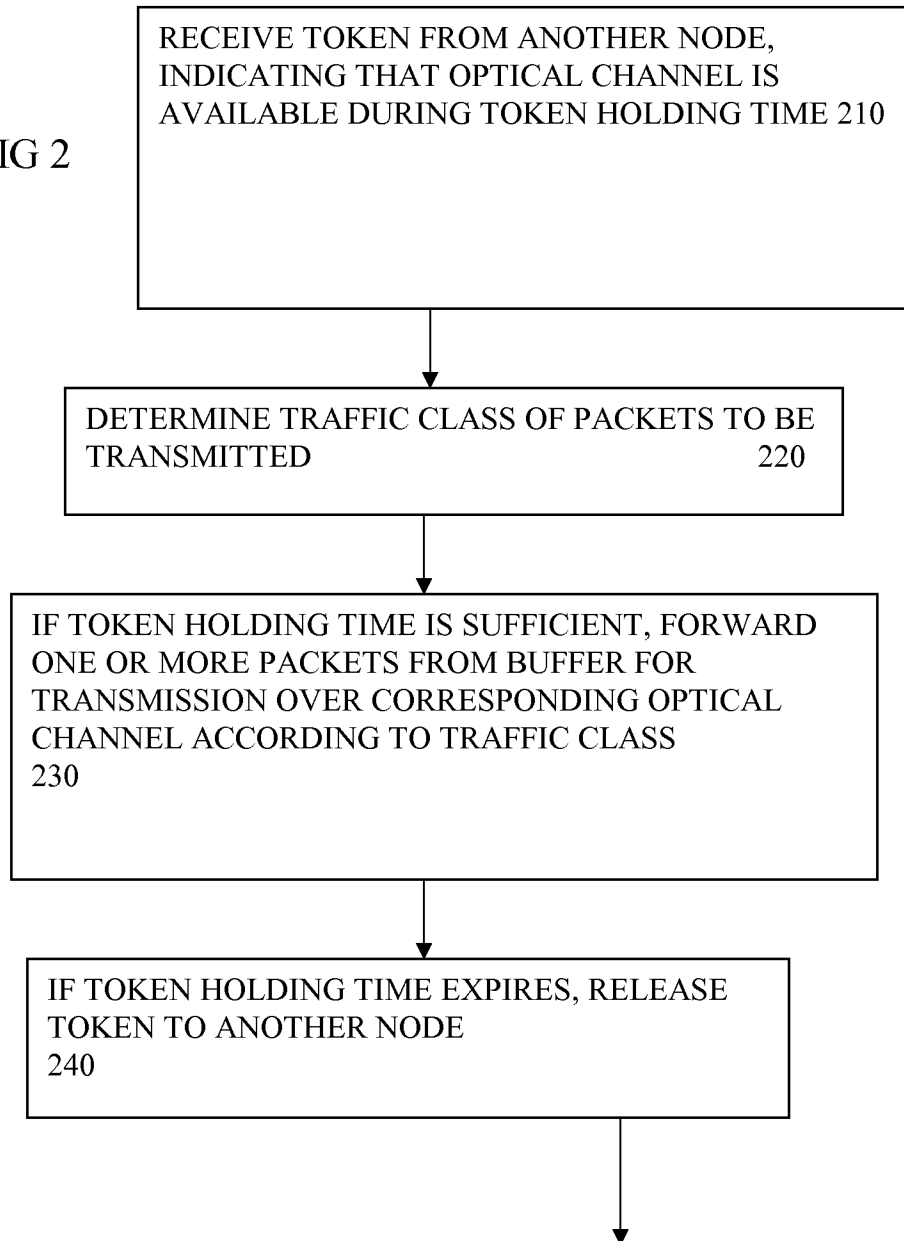 RECEIVE TOKEN FROM ANOTHER NODE,
INDICATING THAT OPTICAL CHANNEL IS
AVAILABLE DURING TOKEN HOLDING TIME 210
IG 2
DETERMINE TRAFFIC CLASS OF PACKETS TO BE
TRANSMITTED 220
IF TOKEN HOLDING TIME IS SUFFICIENT, FORWARD
ONE OR MORE PACKETS FROM BUFFER FOR
TRANSMISSION OVER CORRESPONDING OPTICAL
CHANNEL ACCORDING TO TRAFFIC CLASS
230
IF TOKEN HOLDING TIME EXPIRES, RELEASE
TOKEN TO ANOTHER NODE
240